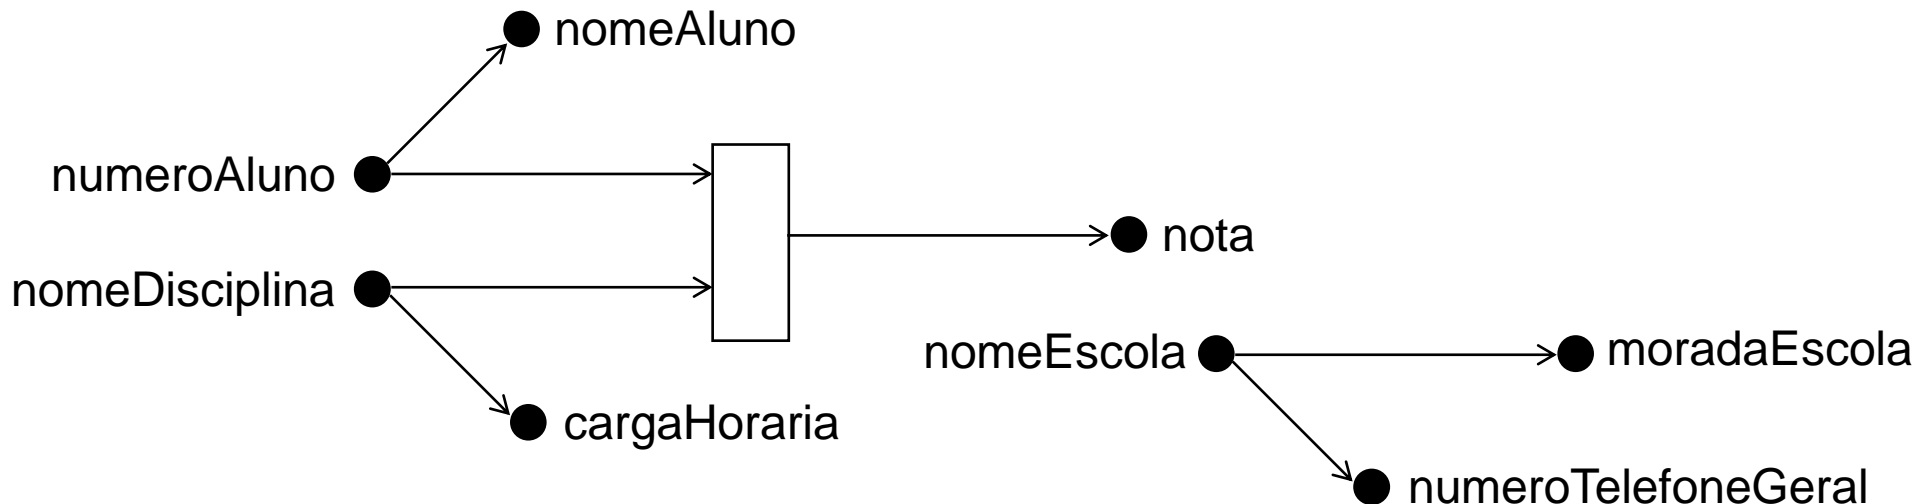 nomeAluno
numeroAluno
nota
nomeDisciplina
nomeEscola
moradaEscola
cargaHoraria
numeroTelefoneGeral